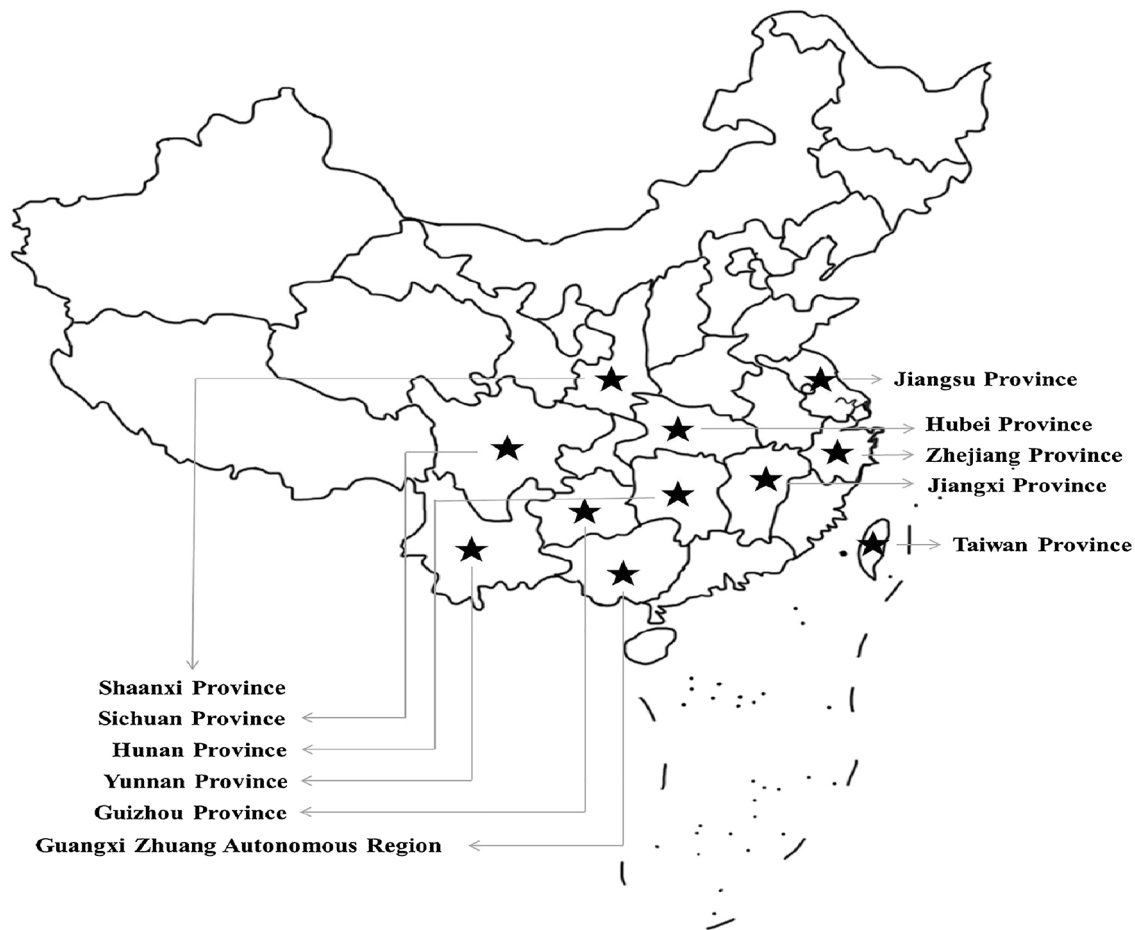 Jiangsu Province
Hubei Province
Zhejiang Province
Jiangxi Province
Taiwan Province
Shaanxi Province
Sichuan Province
Hunan Province
Yunnan Province
Guizhou Province
Guangxi Zhuang Autonomous Region